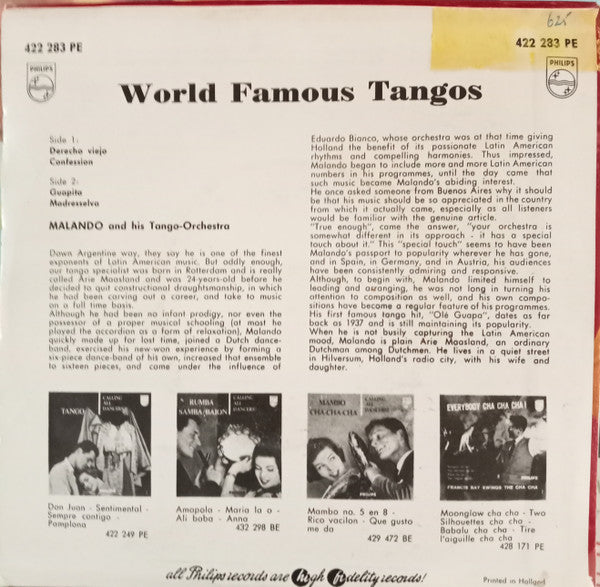 625
422 283 PE
422 283 PE
PHILIPS
PHILIPS
World Famous Tangos
Side 1:
Derecho viejo
Confession
Side 2:
Guapita
Madreselva
MALANDO and his Tango-Orchestra
Down Argentine way, they say he is one of the finest
exponents of Latin American music. But oddly enough,
our tango specialist was born in Rotterdam and is really
called Arie Maasland and was 24-years-old before he
decided to quit constructional draughtsmanship, in which
he had been carving out a career, and take to music
on a full time basis.
Although he had been no infant prodigy, nor even the
possessor of a proper musical schooling (at most he
played the accordion as a form of relaxation), Malando
quickly made up for lost time, joined a Dutch dance-
band, exercised his new-won experience by forming a
six-piece dance-band of his own, increased that ensemble
to sixteen pieces, and came under the influence of
Eduardo Bianco, whose orchestra was at that time giving
Holland the benefit of its passionate Latin American
rhythms and compelling harmonies. Thus impressed,
Malando began to include more and more Latin American
numbers in his programmes, until the day came that
such music became Malando's abiding interest.
He once asked someone from Buenos Aires why it should
be that his music should be so appreciated in the country
from which it actually came, especially as all listeners
would be familiar with the genuine article.
"True enough", came the answer, "your orchestra is
somewhat different in its approach - it has a special
touch about it." This "special touch" seems to have been
Malando's passport to popularity wherever he has gone,
and in Spain, in Germany, and in Austria, his audiences
have been consistently admiring and responsive.
Although, to begin with, Malando limited himself to
leading and arranging, he was not long in turning his
attention to composition as well, and his own compo-
sitions have become a regular feature of his programmes.
His first famous tango hit, "Olé Guapa", dates as far
back as 1937 and is still maintaining its popularity.
When he is not busily capturing the Latin American
mood, Malando is plain Arie Maasland, an ordinary
Dutchman among Dutchmen. He lives in a quiet street
in Hilversum, Holland's radio city, with his wife and
daughter.
TANGO
CALLING
ALL
DANCERS!
RUMBA
SAMBA/BAION
CALLING
ALL
DANCERS!
MAMBO
CHA-CHA-CHA
CALLING
ALL
DANCERS!
PHILIPS
EVERYBODY CHA CHA CHA!
FRANCIS BAY SWINGS THE CHA CHA
Don Juan - Sentimental -
Sempre contigo -
Pamplona
422 249 PE
Amapola - Maria la o -
Ali baba - Anna
432 298 BE
Mambo no. 5 en 8 -
Rico vacilon - Que gusto
me da
429 472 BE
Moonglow cha cha - Two
Silhouettes cha cha -
Babalu cha cha - Tire
l'aiguille cha cha
428 171 PE
all Philips records are high fidelity records!
Printed in Holland